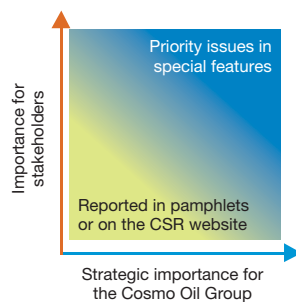 Priority issues in
special features
Importance for
stakeholders
Reported in pamphlets
or on the CSR website
Strategic importance for
the Cosmo Oil Group